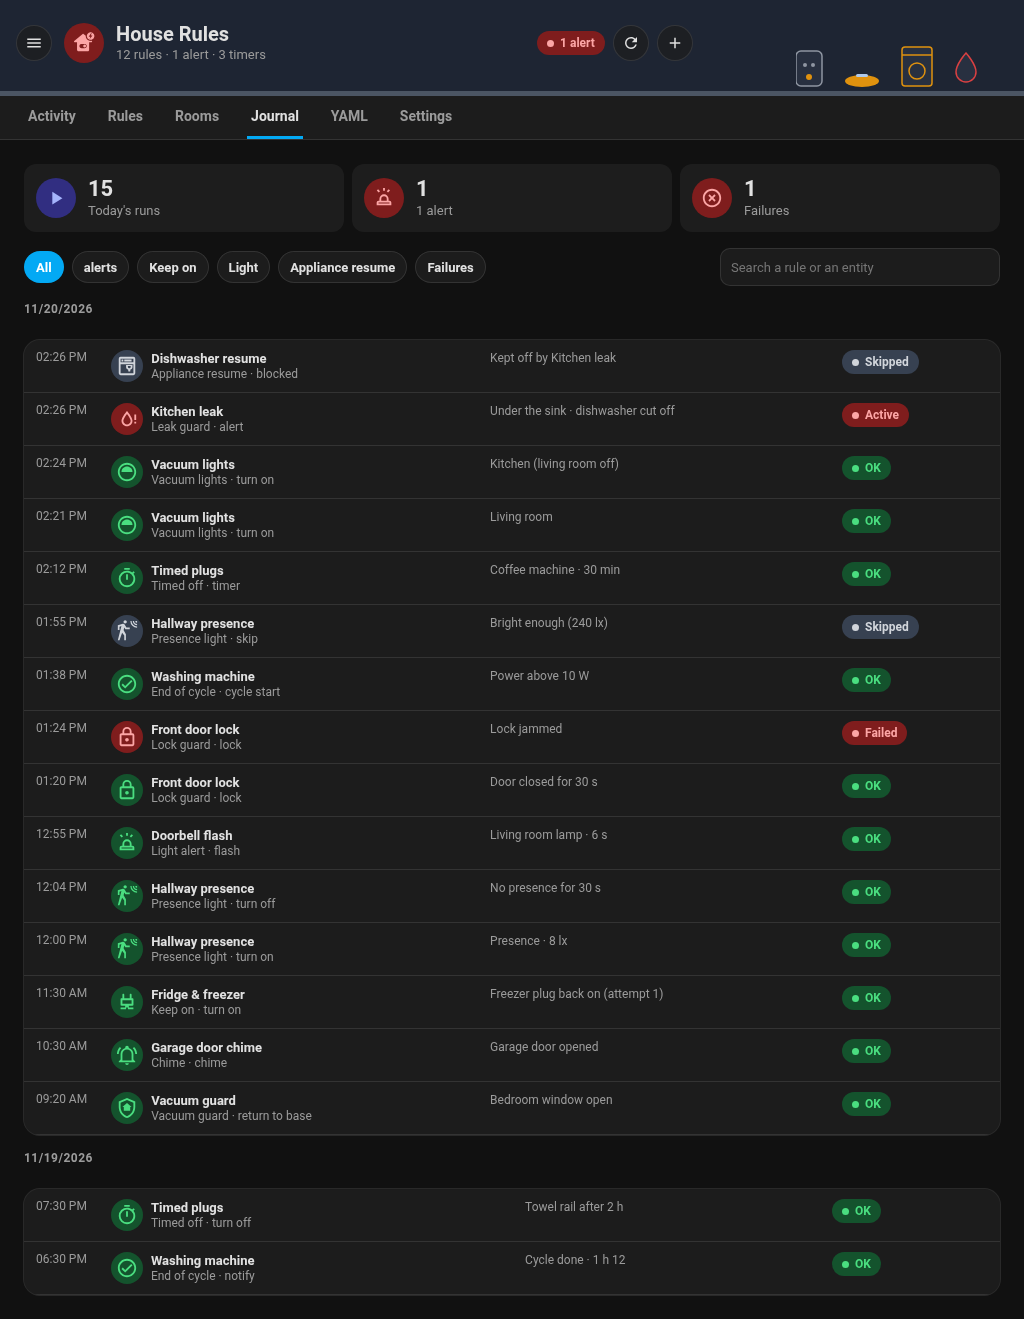 House Rules
12 rules · 1 alert · 3 timers
1 alert
Activity Rules Rooms Journal YAML Settings
15
Today's runs
1
1 alert
1
Failures
All alerts Keep on Light Appliance resume Failures
Search a rule or an entity
11/20/2026
02:26 PM Dishwasher resume Kept off by Kitchen leak Skipped
Appliance resume · blocked
02:26 PM Kitchen leak Under the sink · dishwasher cut off Active
Leak guard · alert
02:24 PM Vacuum lights Kitchen (living room off) OK
Vacuum lights · turn on
02:21 PM Vacuum lights Living room OK
Vacuum lights · turn on
02:12 PM Timed plugs Coffee machine · 30 min OK
Timed off · timer
01:55 PM Hallway presence Bright enough (240 lx) Skipped
Presence light · skip
01:38 PM Washing machine Power above 10 W OK
End of cycle · cycle start
01:24 PM Front door lock Lock jammed Failed
Lock guard · lock
01:20 PM Front door lock Door closed for 30 s OK
Lock guard · lock
12:55 PM Doorbell flash Living room lamp · 6 s OK
Light alert · flash
12:04 PM Hallway presence No presence for 30 s OK
Presence light · turn off
12:00 PM Hallway presence Presence · 8 lx OK
Presence light · turn on
11:30 AM Fridge & freezer Freezer plug back on (attempt 1) OK
Keep on · turn on
10:30 AM Garage door chime Garage door opened OK
Chime · chime
09:20 AM Vacuum guard Bedroom window open OK
Vacuum guard · return to base
11/19/2026
07:30 PM Timed plugs Towel rail after 2 h OK
Timed off · turn off
06:30 PM Washing machine Cycle done · 1 h 12 OK
End of cycle · notify